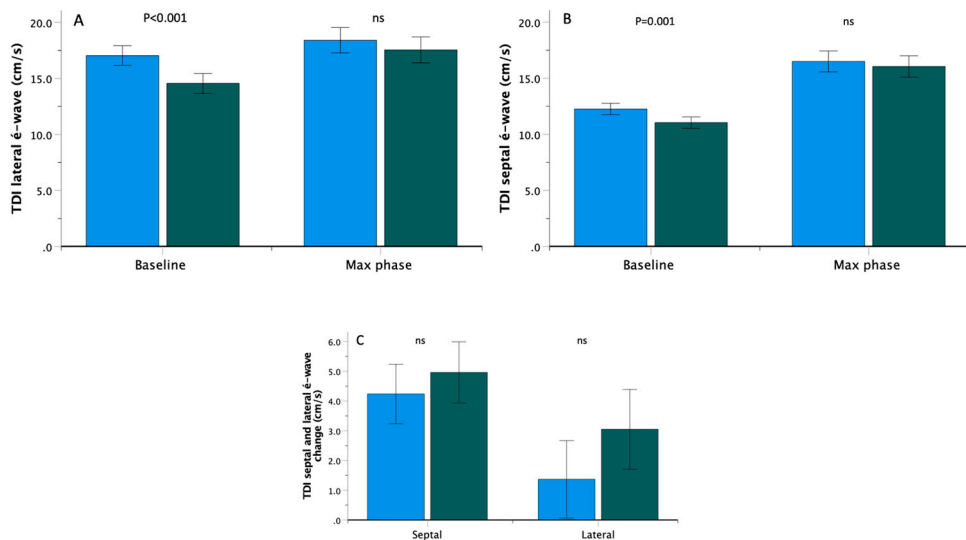 A
P<0.001
ns
TDI lateral é-wave (cm/s)
20.0
15.0
10.0
5.0
.0
Baseline
Max phase
B
P=0.001
ns
TDI septal é-wave (cm/s)
20.0
15.0
10.0
5.0
.0
Baseline
Max phase
C
ns
ns
TDI septal and lateral é-wave
change (cm/s)
6.0
5.0
4.0
3.0
2.0
1.0
.0
Septal
Lateral